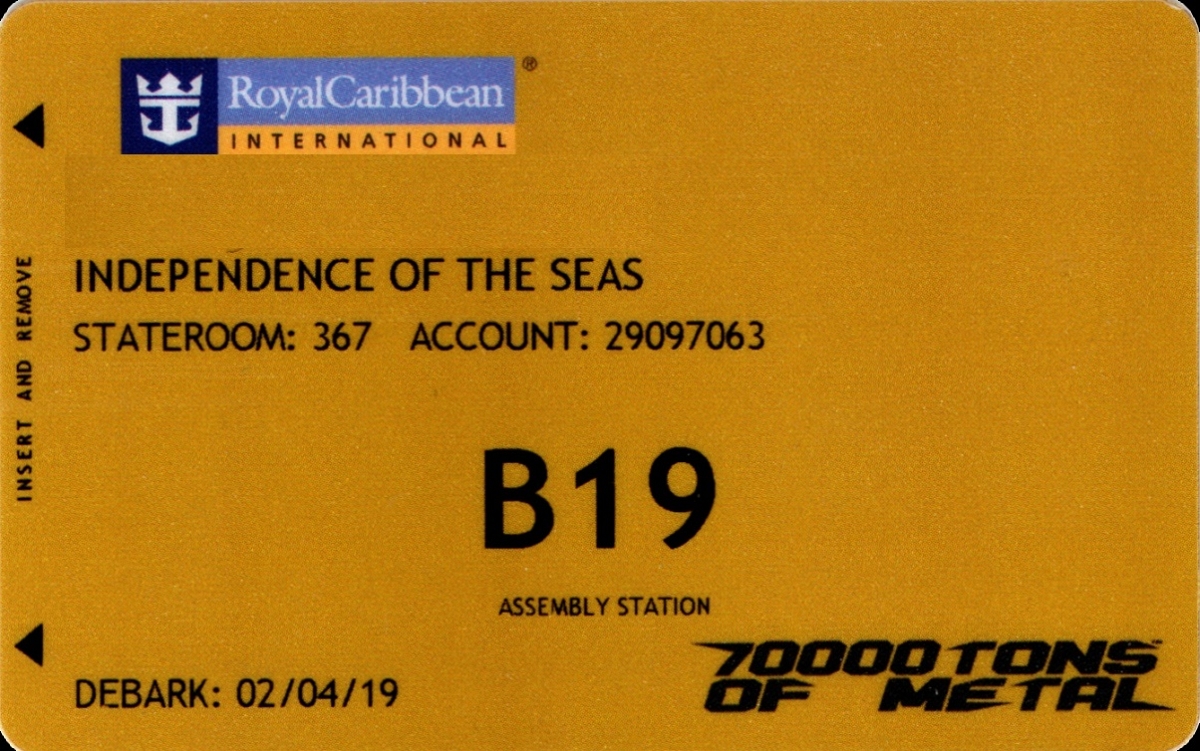 RoyalCaribbean ®
INTERNATIONAL
INSERT AND REMOVE
INDEPENDENCE OF THE SEAS
STATEROOM: 367 ACCOUNT: 29097063
B19
ASSEMBLY STATION
DEBARK: 02/04/19
70000 TONS™
OF METAL